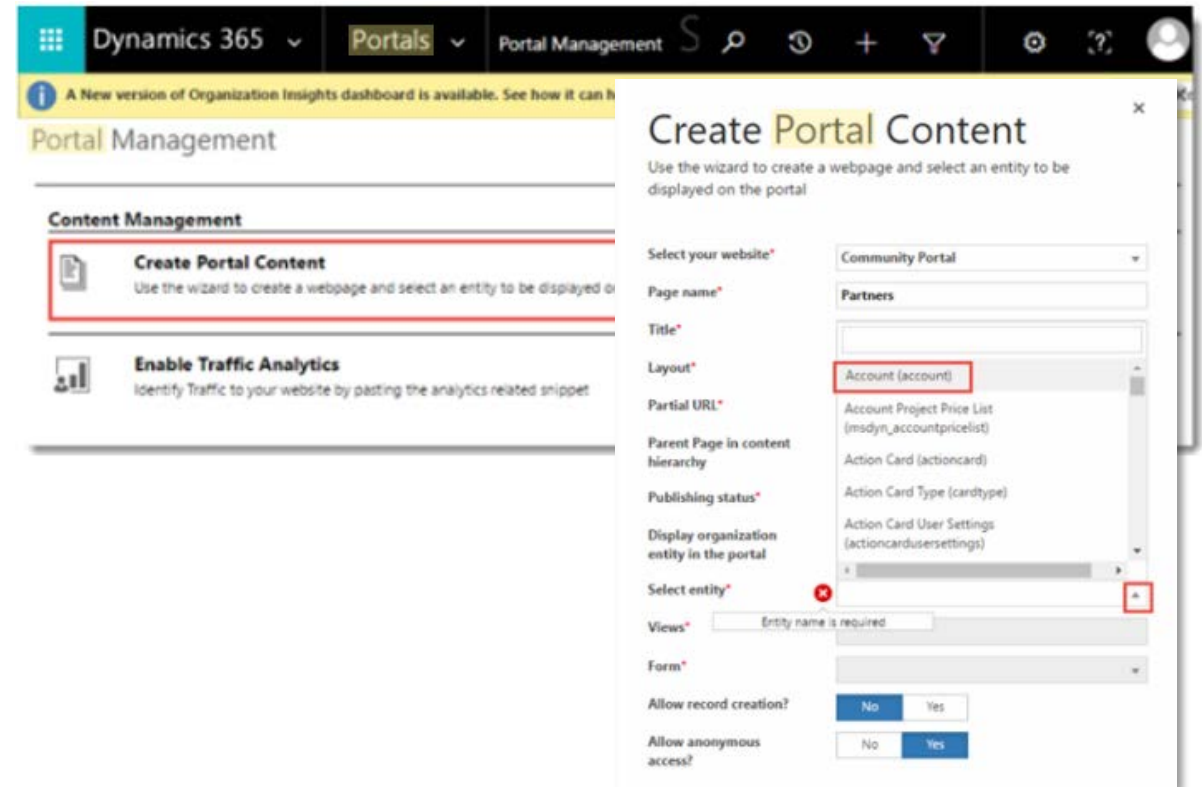 Dynamics 365 Portals Portal Management S
A New version of Organization Insights dashboard is available. See how it can h
Portal Management
Content Management
Create Portal Content
Use the wizard to create a webpage and select an entity to be displayed o
Enable Traffic Analytics
Identify Traffic to your website by pasting the analytics related snippet
Create Portal Content
Use the wizard to create a webpage and select an entity to be
displayed on the portal
Select your website* Community Portal
Page name* Partners
Title*
Layout*
Account (account)
Partial URL*
Account Project Price List
(msdyn_accountpricelist)
Parent Page in content
hierarchy
Action Card (actioncard)
Publishing status*
Action Card Type (cardtype)
Display organization
entity in the portal
Action Card User Settings
(actioncardusersettings)
Select entity*
Entity name is required
Views*
Form*
Allow record creation? No Yes
Allow anonymous
access?
No Yes